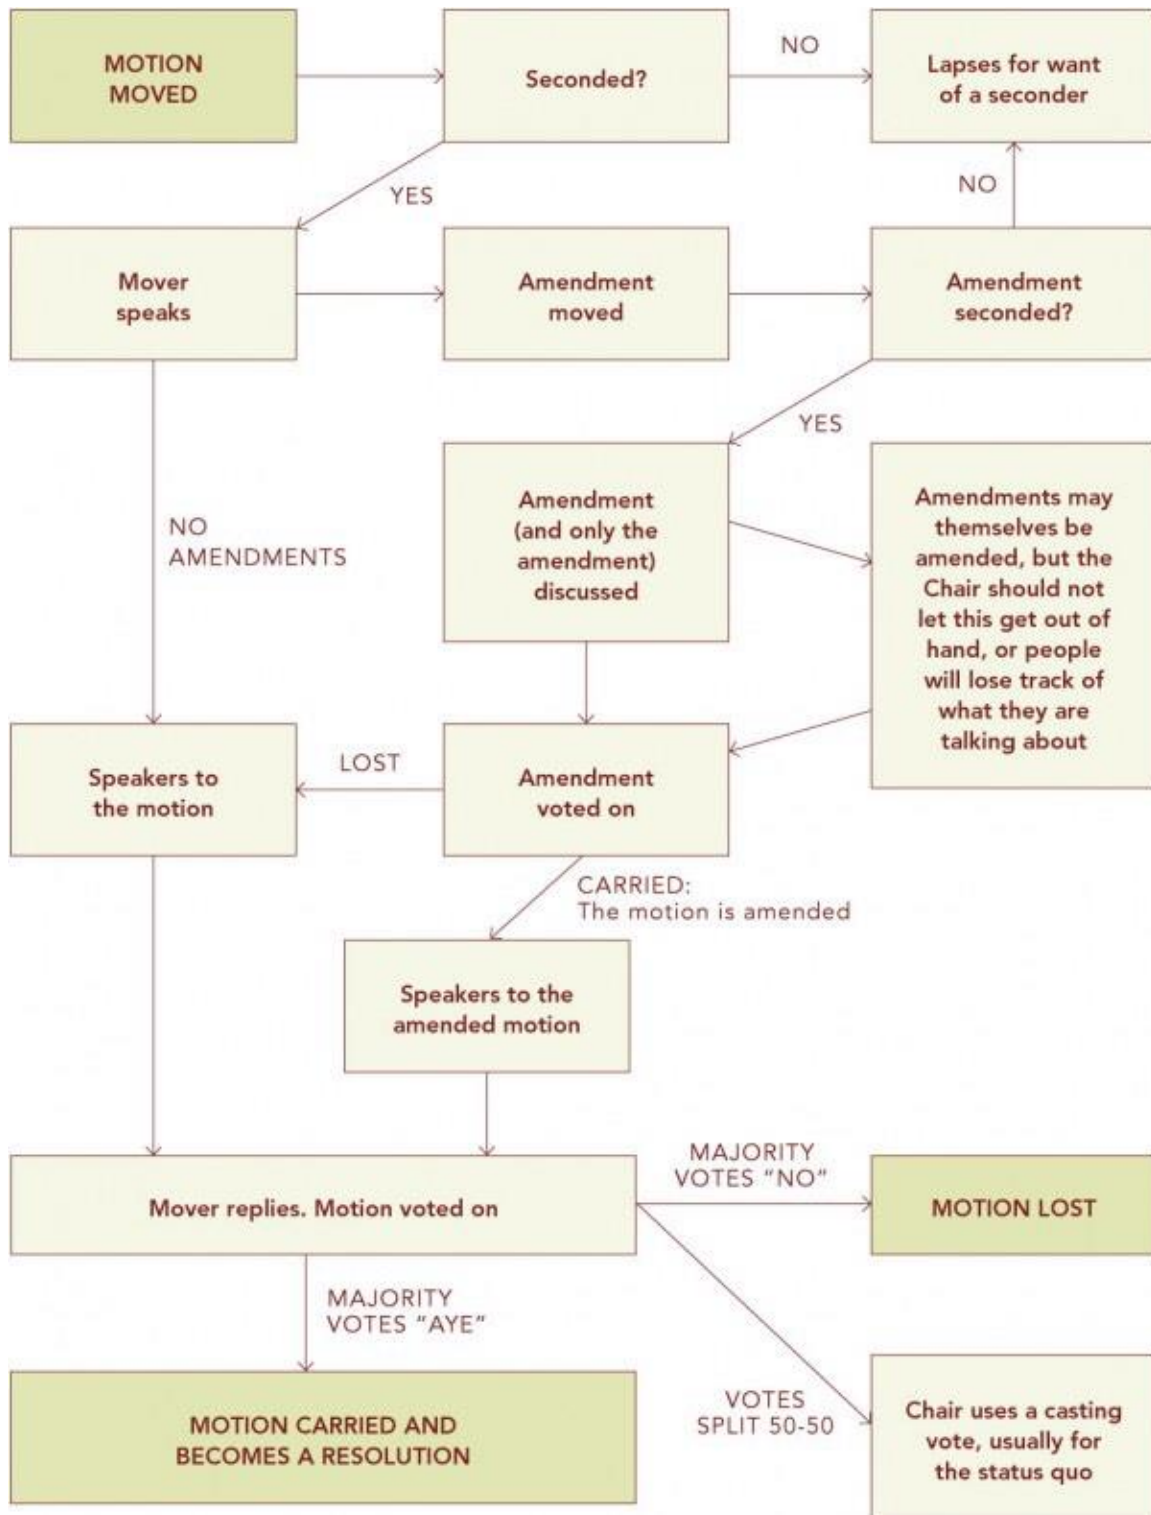 MOTION
MOVED
Seconded?
NO
Lapses for want
of a seconder
YES
NO
Mover
speaks
Amendment
moved
Amendment
seconded?
YES
NO
AMENDMENTS
Amendment
(and only the
amendment)
discussed
Amendments may
themselves be
amended, but the
Chair should not
let this get out of
hand, or people
will lose track of
what they are
talking about
Speakers to
the motion
LOST
Amendment
voted on
CARRIED:
The motion is amended
Speakers to the
amended motion
Mover replies. Motion voted on
MAJORITY
VOTES “NO”
MOTION LOST
MAJORITY
VOTES “AYE”
MOTION CARRIED AND
BECOMES A RESOLUTION
VOTES
SPLIT 50-50
Chair uses a casting
vote, usually for
the status quo